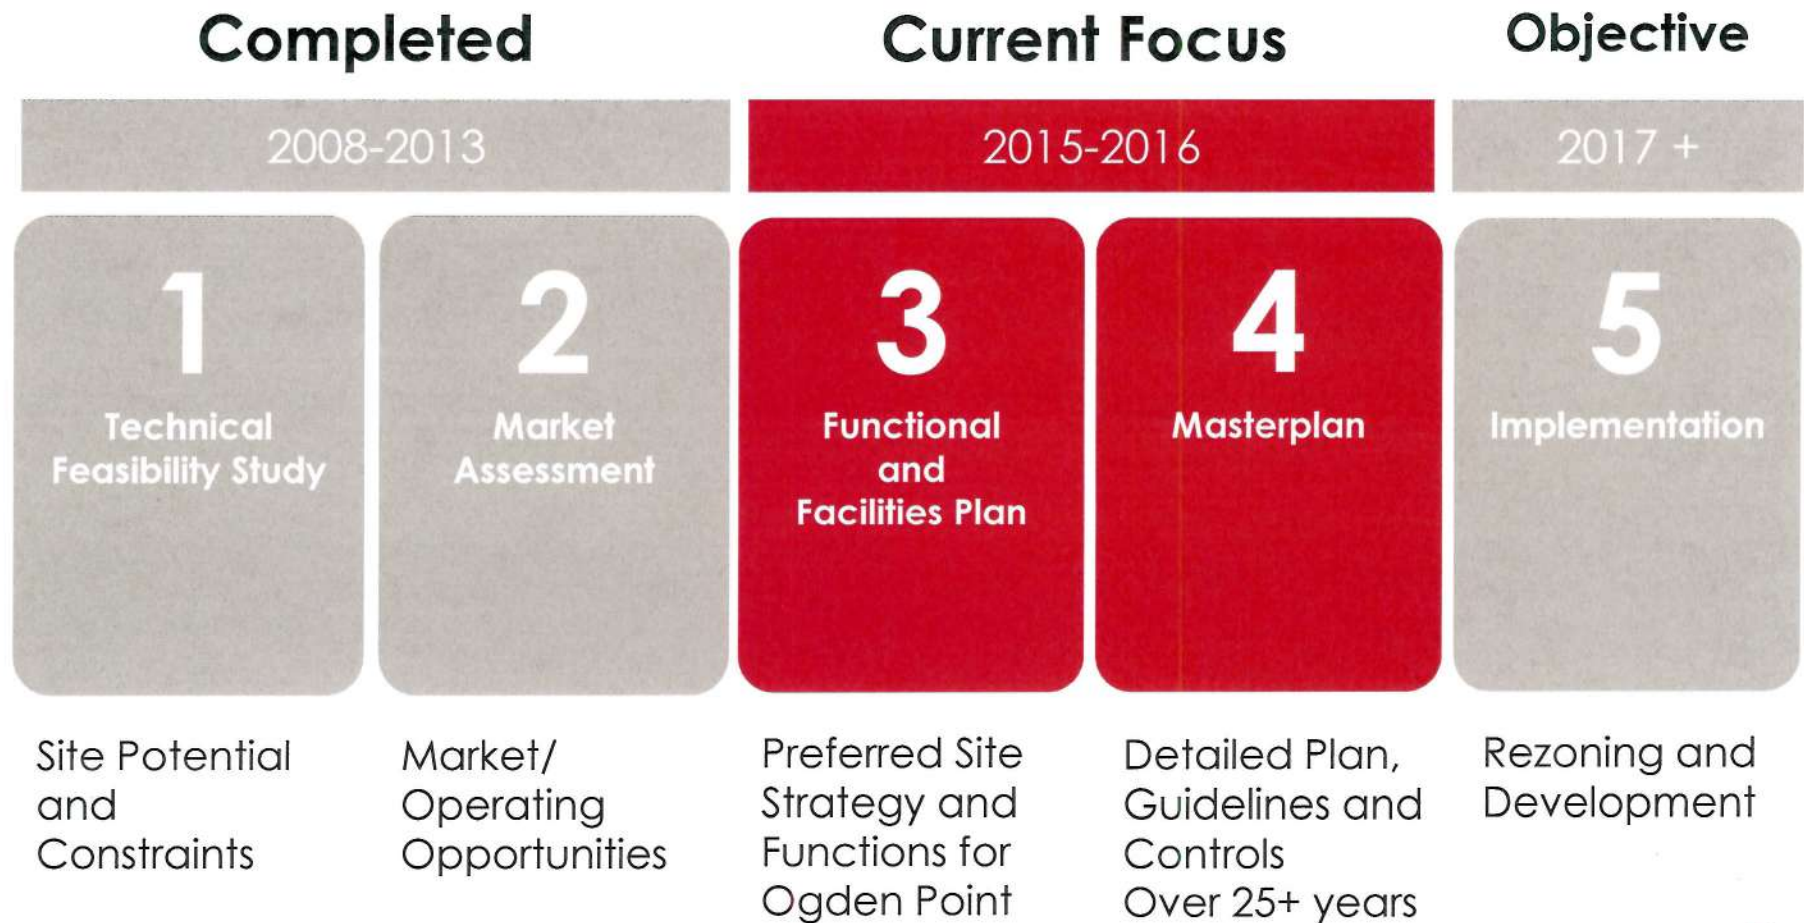 Completed
Current Focus
Objective
2008-2013
2015-2016
2017 +
1
Technical
Feasibility Study
2
Market
Assessment
3
Functional
and
Facilities Plan
4
Masterplan
5
Implementation
Site Potential
and
Constraints
Market/
Operating
Opportunities
Preferred Site
Strategy and
Functions for
Ogden Point
Detailed Plan,
Guidelines and
Controls
Over 25+ years
Rezoning and
Development